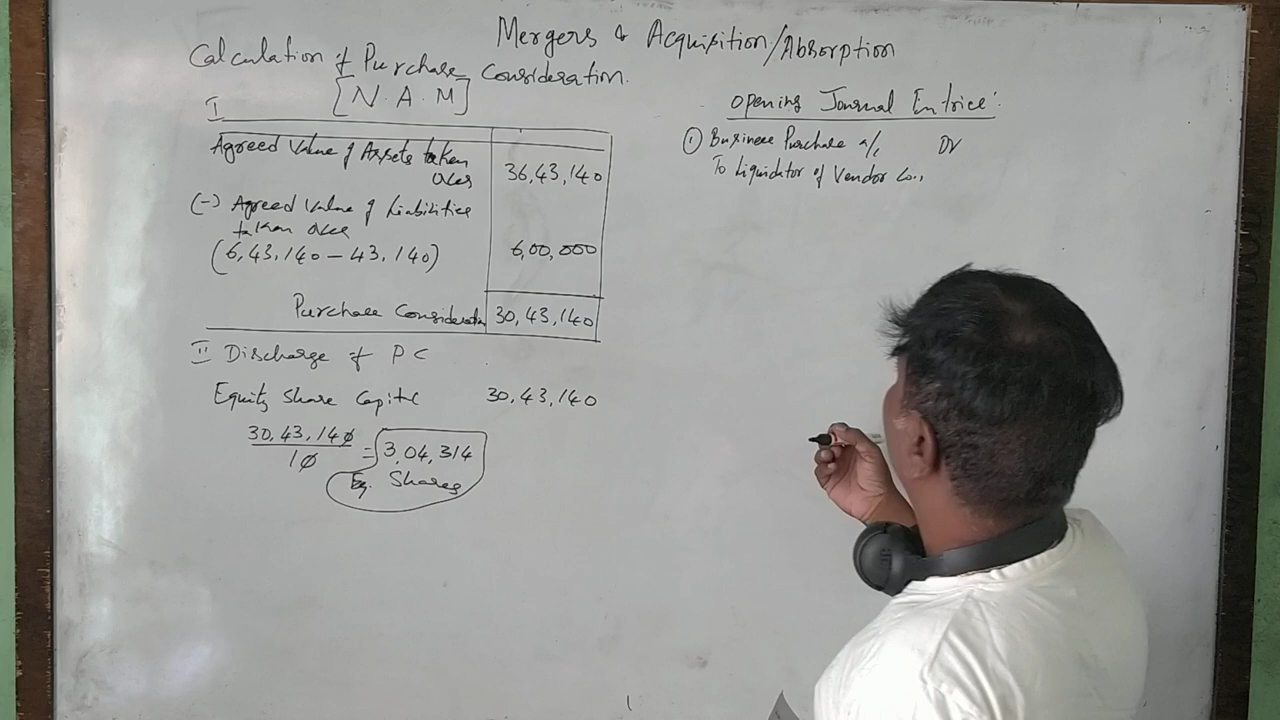 Mergers & Acquisition/Absorption
Calculation of Purchase Consideration.
[N.A.M]
I
Agreed Value of Assets taken over 36,43,140
(-) Agreed Value of Liabilities taken over
(6,43,140 - 43,140) 6,00,000
Purchase Consideratn 30,43,140
II Discharge of PC
Equity Share Capital 30,43,140
30,43,140
10
= 3,04,314
Eq. Shares
Opening Journal Entries:
① Business Purchase a/c Dr
To Liquidator of Vendor Co.,